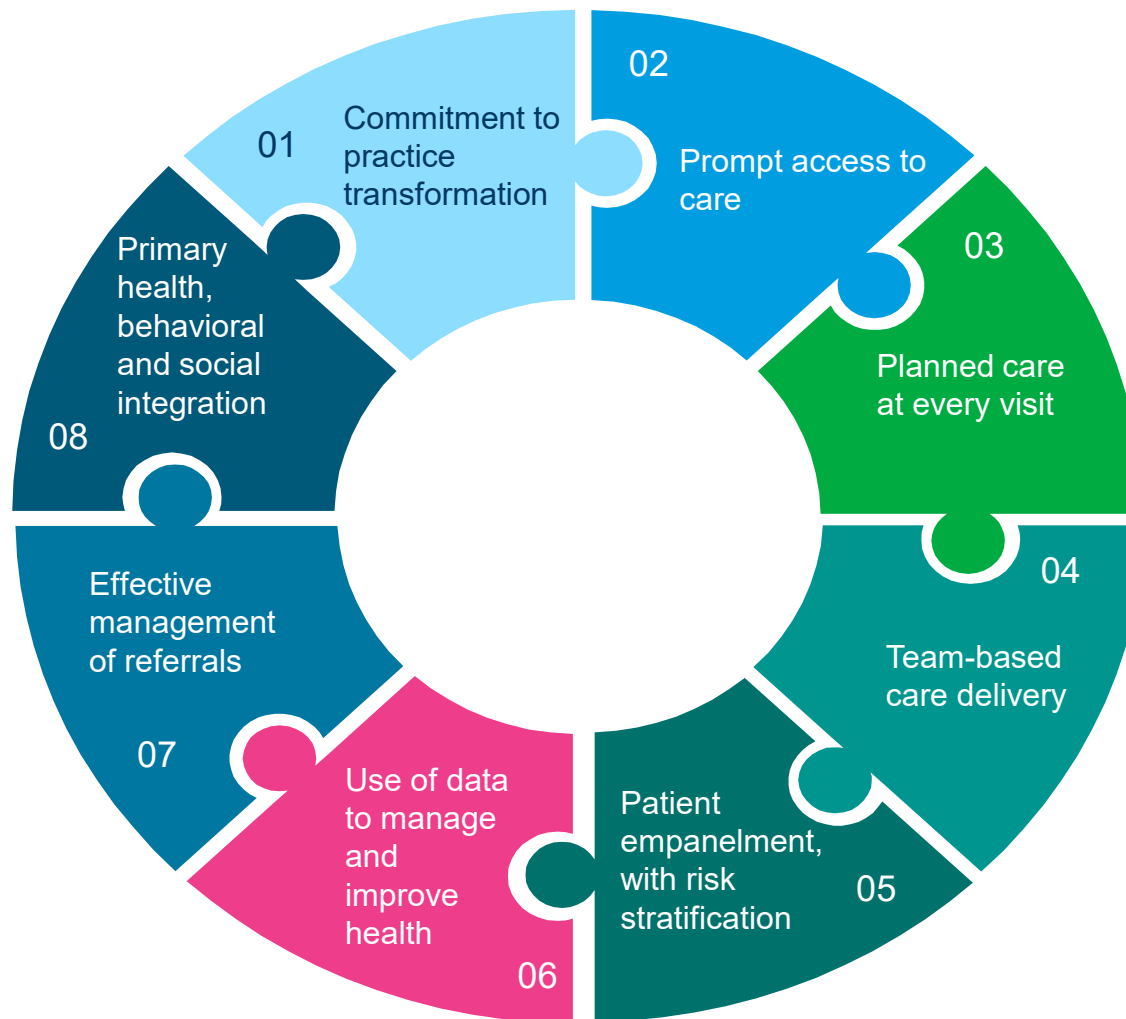 01
Commitment to
practice
transformation
02
Prompt access to
care
03
Planned care
at every visit
04
Team-based
care delivery
05
Patient
empanelment,
with risk
stratification
06
Use of data
to manage
and
improve
health
07
Effective
management
of referrals
08
Primary
health,
behavioral
and social
integration